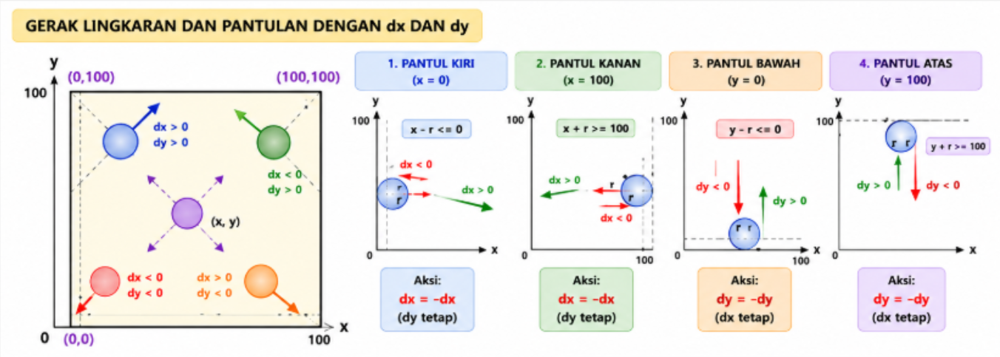 GERAK LINGKARAN DAN PANTULAN DENGAN dx DAN dy
y
(0,100)
(100,100)
100
dx > 0
dy > 0
dx < 0
dy > 0
(x, y)
dx < 0
dy < 0
dx > 0
dy < 0
x
0
(0,0)
100
1. PANTUL KIRI
(x = 0)
y
100
x - r <= 0
dx < 0
r
r
dx > 0
x
0
Aksi:
dx = –dx
(dy tetap)
2. PANTUL KANAN
(x = 100)
y
100
x + r >= 100
dx > 0
r
r
dx < 0
x
0
100
Aksi:
dx = –dx
(dy tetap)
3. PANTUL BAWAH
(y = 0)
y
100
y - r <= 0
dy < 0
dy > 0
r r
x
0
100
Aksi:
dy = –dy
(dx tetap)
4. PANTUL ATAS
(y = 100)
y
100
r r
y + r >= 100
dy > 0
dy < 0
x
0
Aksi:
dy = –dy
(dx tetap)